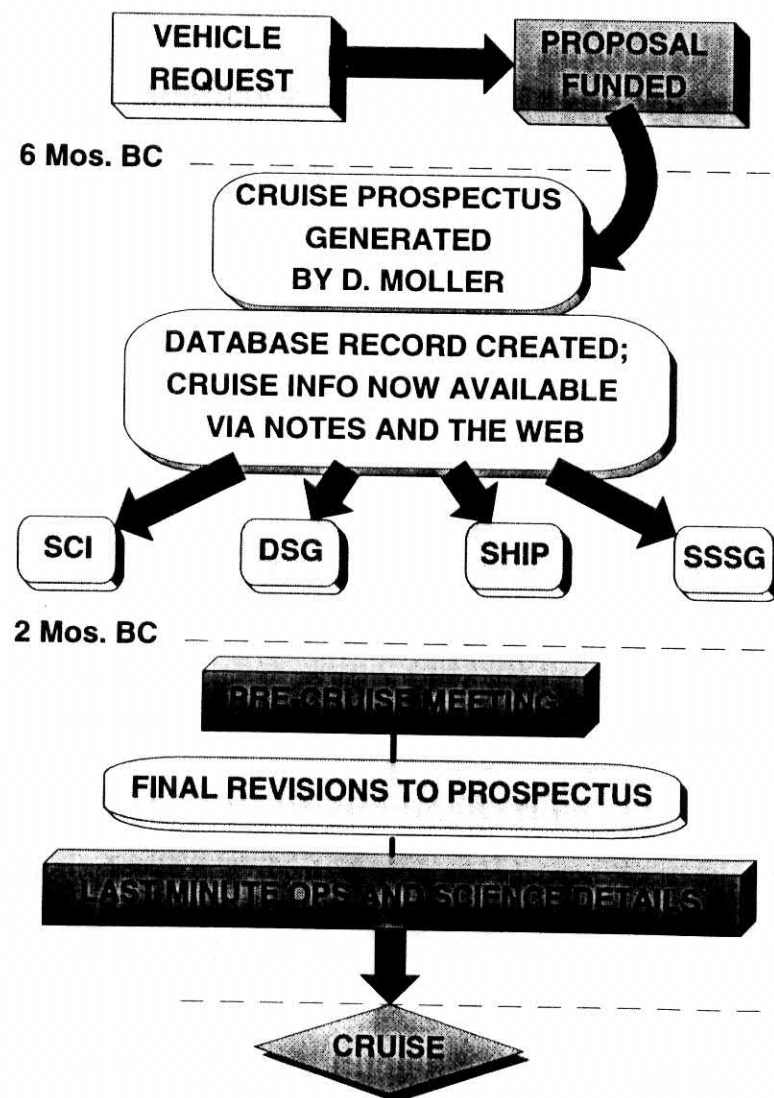 VEHICLE
REQUEST
PROPOSAL
FUNDED
6 Mos. BC
CRUISE PROSPECTUS
GENERATED
BY D. MOLLER
DATABASE RECORD CREATED;
CRUISE INFO NOW AVAILABLE
VIA NOTES AND THE WEB
SCI
DSG
SHIP
SSSG
2 Mos. BC
PRE-CRUISE MEETING
FINAL REVISIONS TO PROSPECTUS
LAST MINUTE OPS AND SCIENCE DETAILS
CRUISE